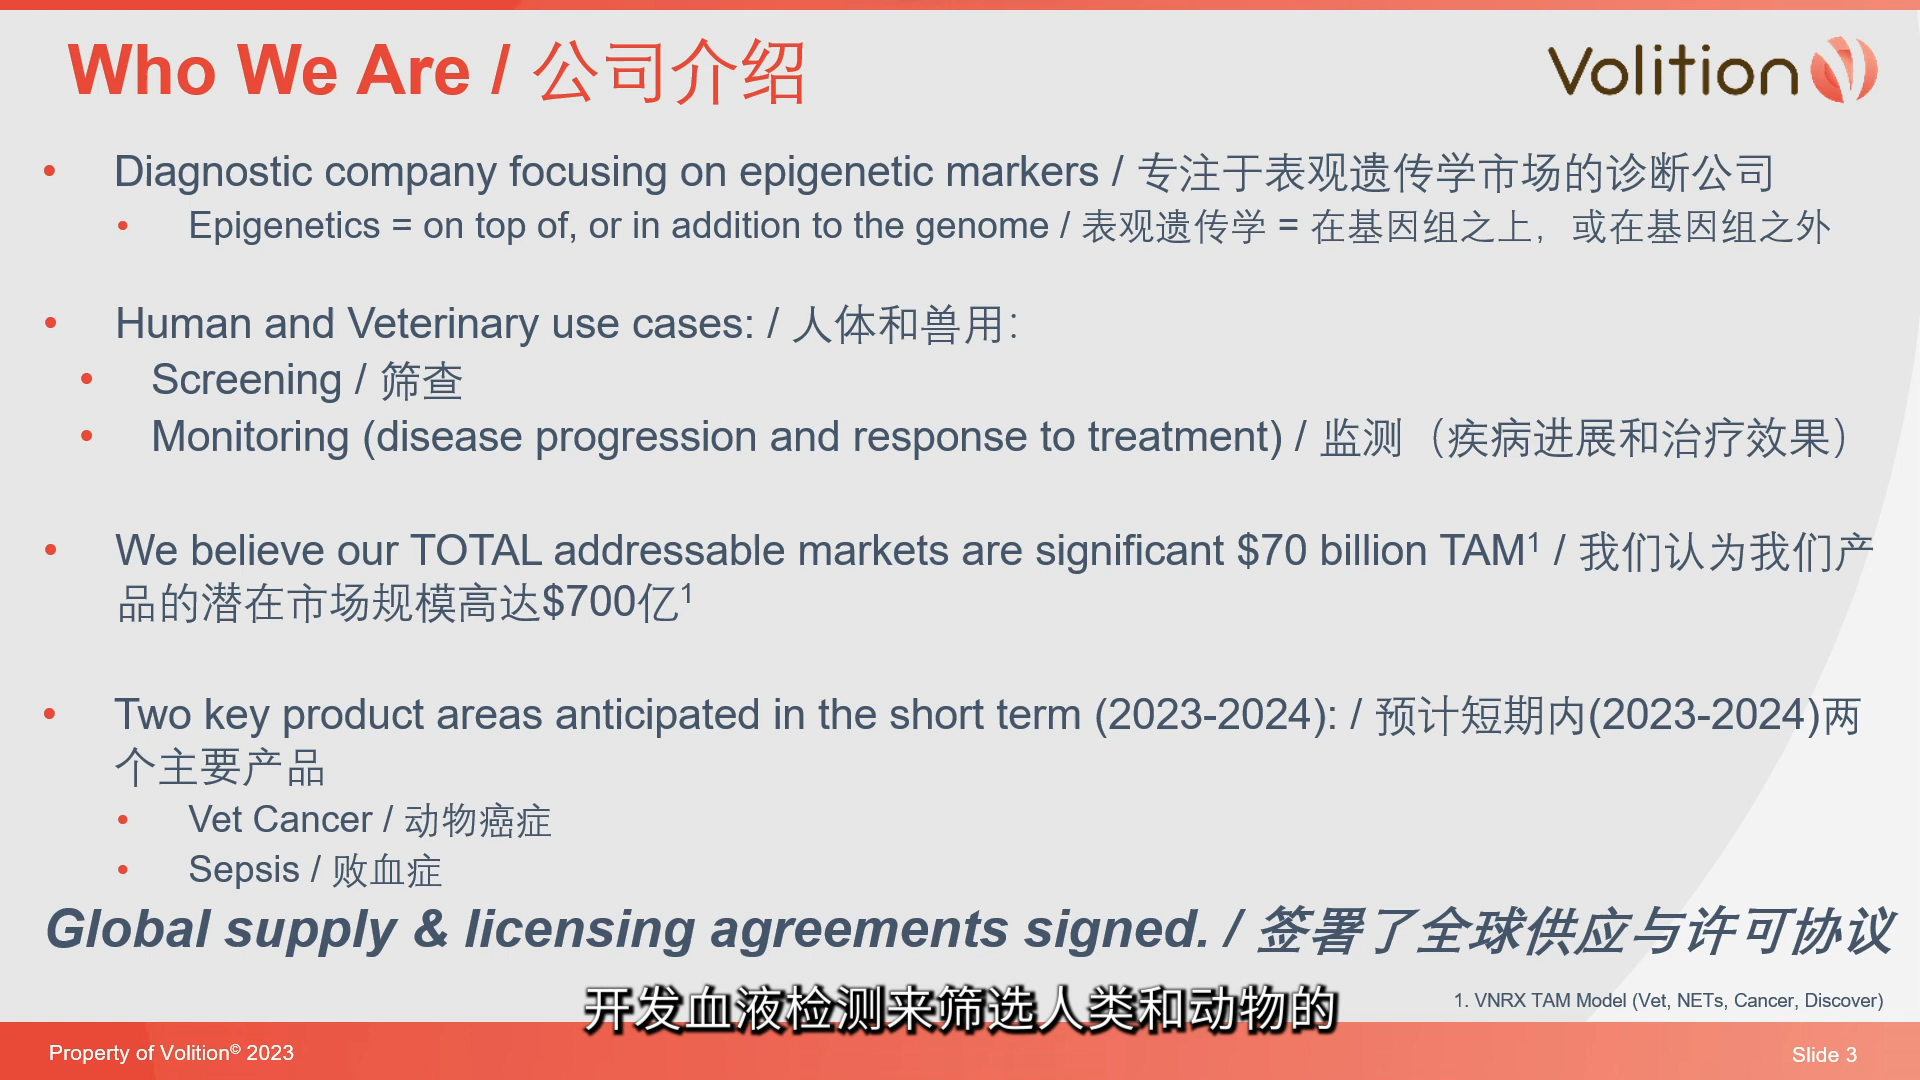 Who We Are / 公司介绍
Volition
• Diagnostic company focusing on epigenetic markers / 专注于表观遗传学市场的诊断公司
• Epigenetics = on top of, or in addition to the genome / 表观遗传学 = 在基因组之上，或在基因组之外
• Human and Veterinary use cases: / 人体和兽用：
• Screening / 筛查
• Monitoring (disease progression and response to treatment) / 监测（疾病进展和治疗效果）
• We believe our TOTAL addressable markets are significant $70 billion TAM¹ / 我们认为我们产
品的潜在市场规模高达$700亿¹
• Two key product areas anticipated in the short term (2023-2024): / 预计短期内(2023-2024)两
个主要产品
• Vet Cancer / 动物癌症
• Sepsis / 败血症
Global supply & licensing agreements signed. / 签署了全球供应与许可协议
开发血液检测来筛选人类和动物的
1. VNRX TAM Model (Vet, NETs, Cancer, Discover)
Property of Volition© 2023
Slide 3